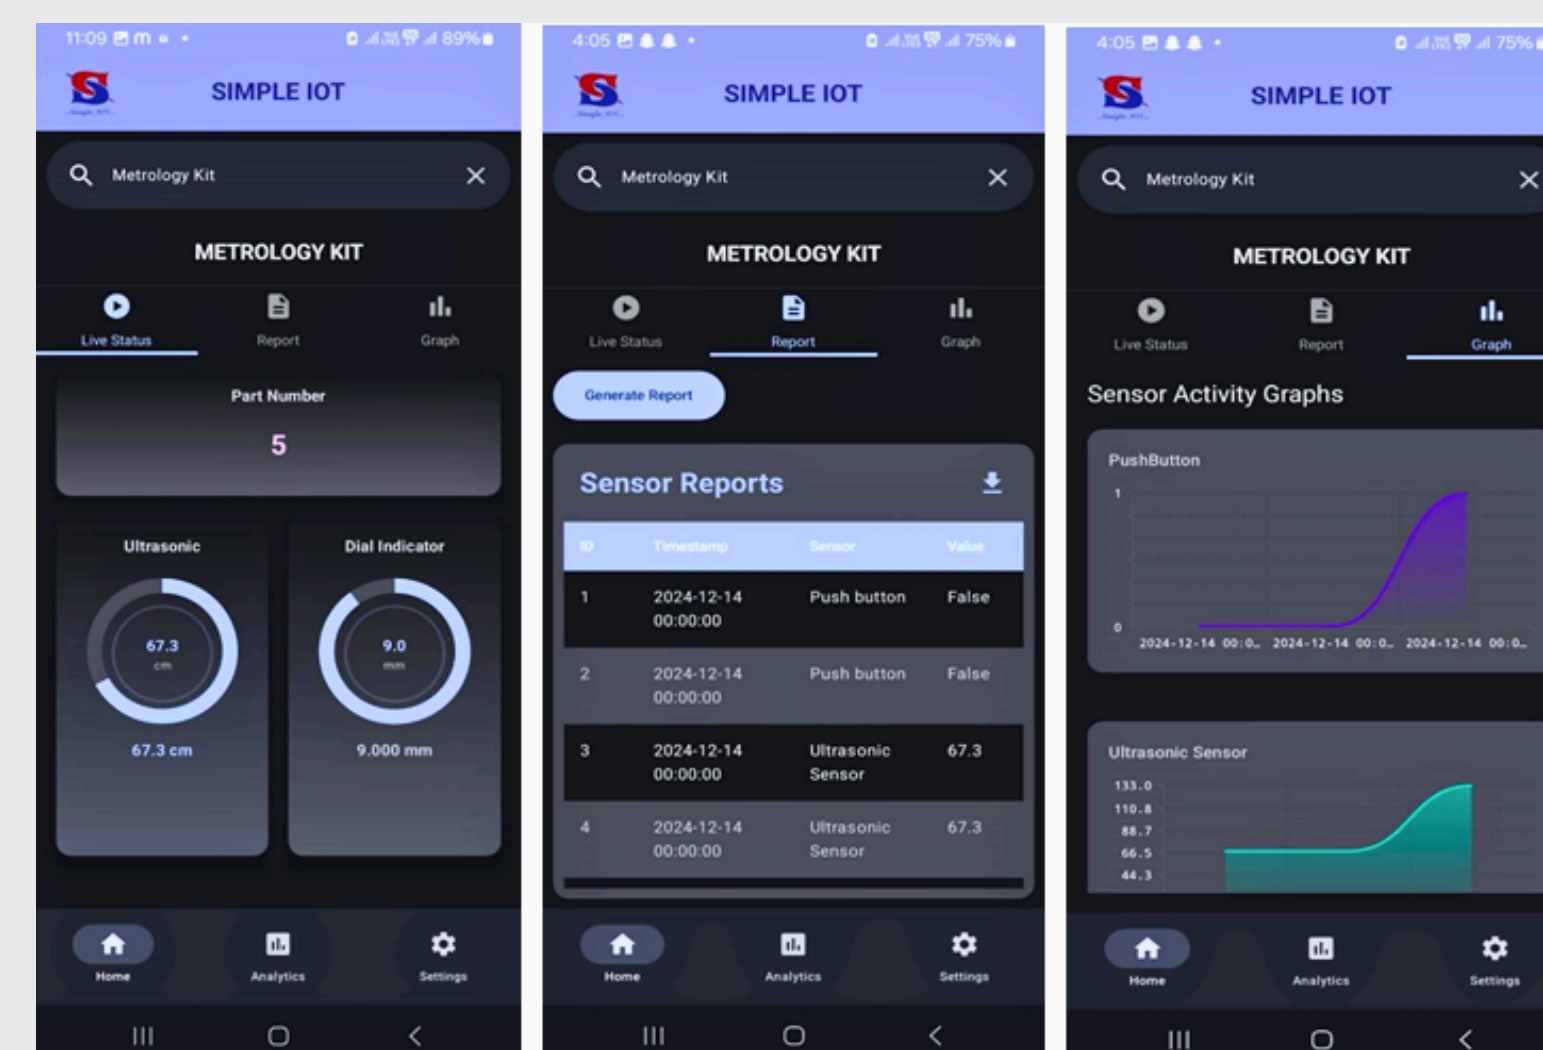 11:09
89%
SIMPLE IOT
Metrology Kit
METROLOGY KIT
Live Status
Report
Graph
Part Number
5
Ultrasonic
67.3
cm
67.3 cm
Dial Indicator
9.0
mm
9.000 mm
Home
Analytics
Settings
4:05
75%
SIMPLE IOT
Metrology Kit
METROLOGY KIT
Live Status
Report
Graph
Generate Report
Sensor Reports
ID Timestamp Sensor Value
1 2024-12-14 Push button False
00:00:00
2 2024-12-14 Push button False
00:00:00
3 2024-12-14 Ultrasonic 67.3
00:00:00 Sensor
4 2024-12-14 Ultrasonic 67.3
00:00:00 Sensor
Home
Analytics
Settings
4:05
75%
SIMPLE IOT
Metrology Kit
METROLOGY KIT
Live Status
Report
Graph
Sensor Activity Graphs
PushButton
1
0
2024-12-14 00:0… 2024-12-14 00:0… 2024-12-14 00:0…
Ultrasonic Sensor
133.0
110.8
88.7
66.5
44.3
Home
Analytics
Settings